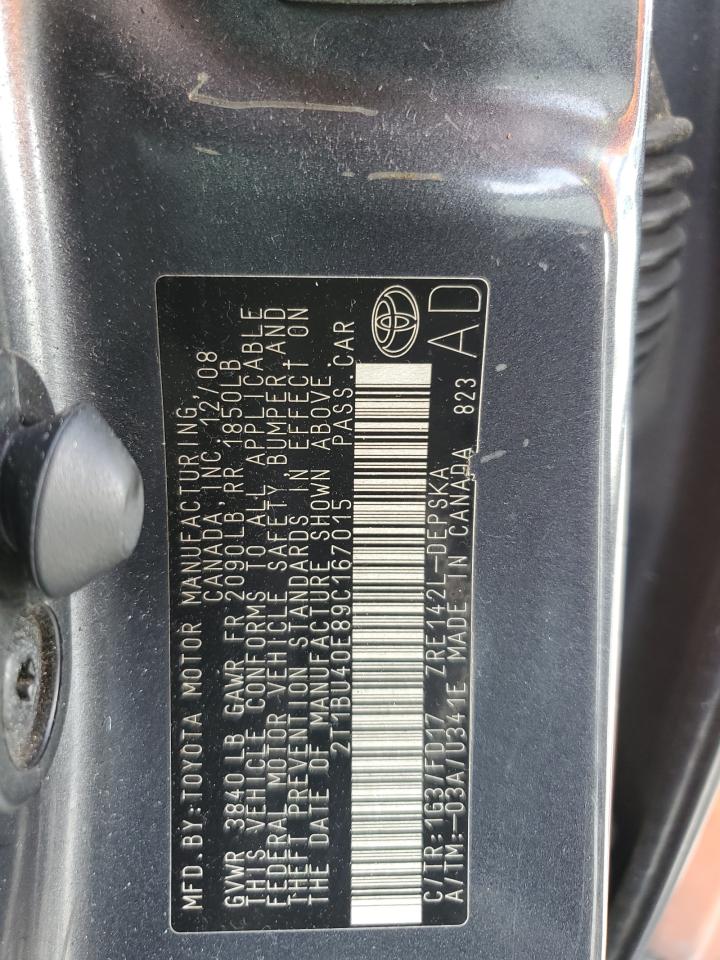 MFD.BY: TOYOTA MOTOR MANUFACTURING,
CANADA, INC. 12/08
GVWR 3840LB GAWR FR 2090LB RR 1850LB
THIS VEHICLE CONFORMS TO ALL APPLICABLE
FEDERAL MOTOR VEHICLE SAFETY, BUMPER AND
THEFT PREVENTION STANDARDS IN EFFECT ON
THE DATE OF MANUFACTURE SHOWN ABOVE.
2T1BU40E89C167015 PASS.CAR
C/TR:1G3/FD17 ZRE142L-DEPSKA
A/TM:-03A/U341E MADE IN CANADA 823
AD